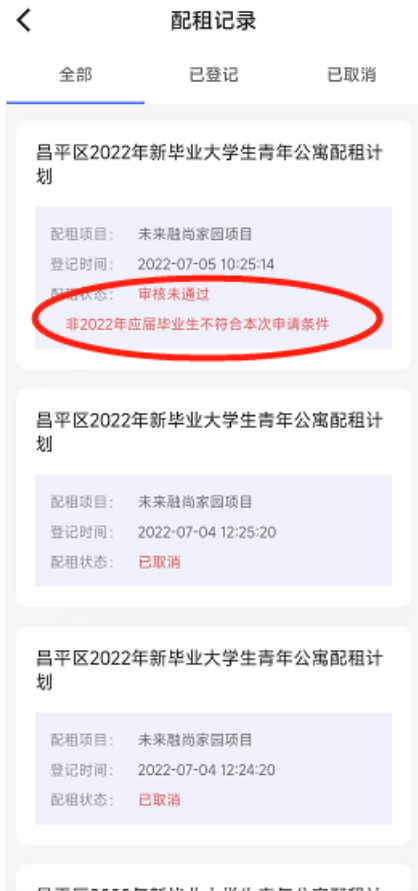 配租记录
全部 已登记 已取消
昌平区2022年新毕业大学生青年公寓配租计
划
配租项目： 未来融尚家园项目
登记时间： 2022-07-05 10:25:14
配租状态： 审核未通过
非2022年应届毕业生不符合本次申请条件
昌平区2022年新毕业大学生青年公寓配租计
划
配租项目： 未来融尚家园项目
登记时间： 2022-07-04 12:25:20
配租状态： 已取消
昌平区2022年新毕业大学生青年公寓配租计
划
配租项目： 未来融尚家园项目
登记时间： 2022-07-04 12:24:20
配租状态： 已取消